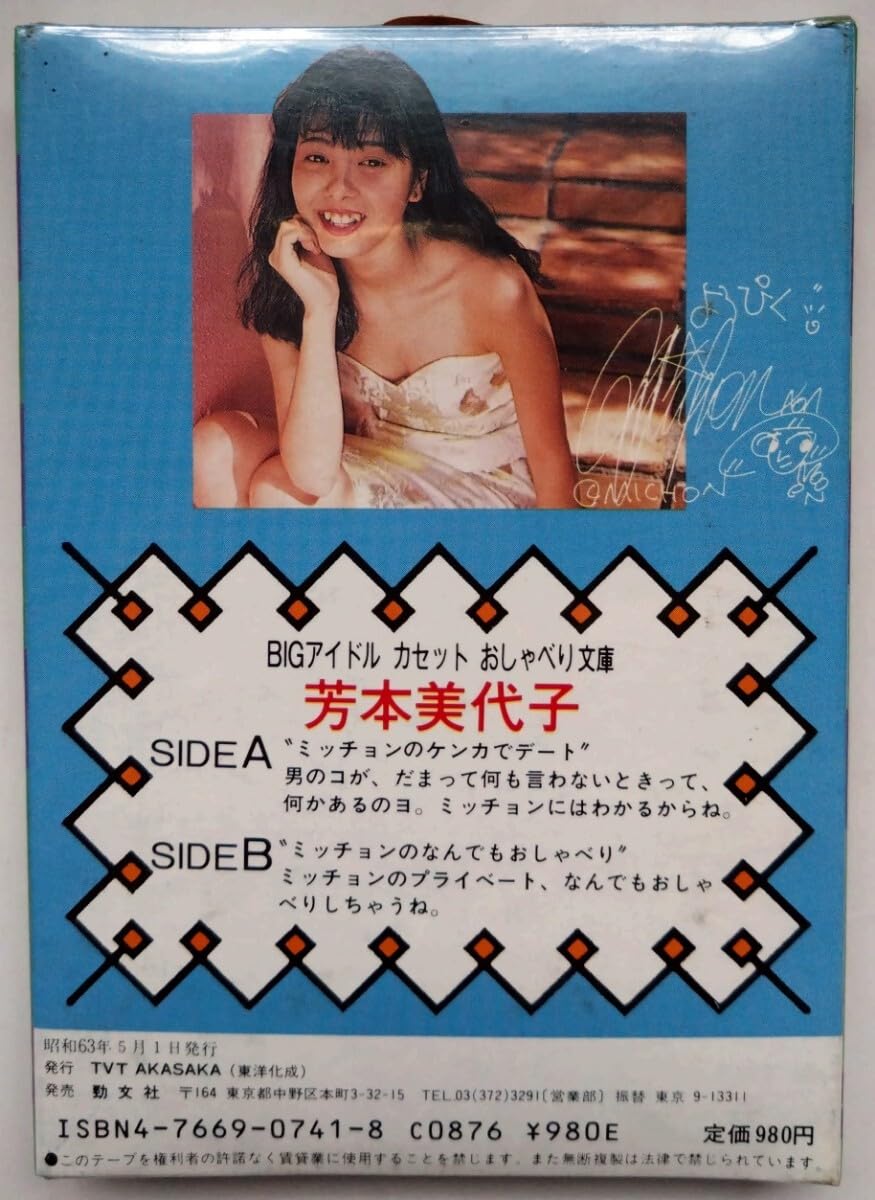 よぴく
©MICHON
BIGアイドル カセット おしゃべり文庫
芳本美代子
SIDE A
“ミッチョンのケンカでデート”
男のコが、だまって何も言わないときって、
何かあるのヨ。ミッチョンにはわかるからね。
SIDE B
“ミッチョンのなんでもおしゃべり”
ミッチョンのプライベート、なんでもおしゃ
べりしちゃうね。
昭和63年5月1日発行
発行 TVT AKASAKA（東洋化成）
発売 勁文社 〒164 東京都中野区本町3-32-15 TEL.03(372)3291〔営業部〕 振替 東京 9-13311
ISBN4-7669-0741-8 C0876 ¥980E 定価980円
●このテープを権利者の許諾なく賃貸業に使用することを禁じます。また無断複製は法律で禁じられています。